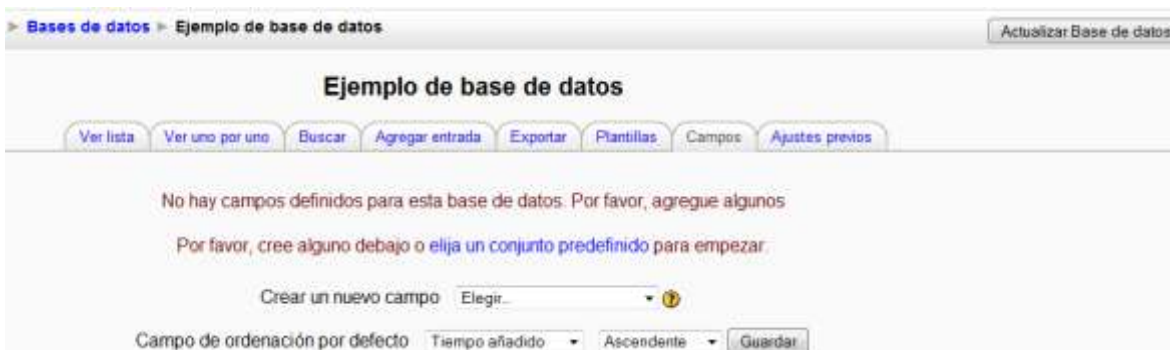 Bases de datos Ejemplo de base de datos Actualizar Base de datos
Ejemplo de base de datos
Ver lista Ver uno por uno Buscar Agregar entrada Exportar Plantillas Campos Ajustes previos
No hay campos definidos para esta base de datos. Por favor, agregue algunos
Por favor, cree alguno debajo o elija un conjunto predefinido para empezar.
Crear un nuevo campo Elegir... ?
Campo de ordenación por defecto Tiempo añadido Ascendente Guardar